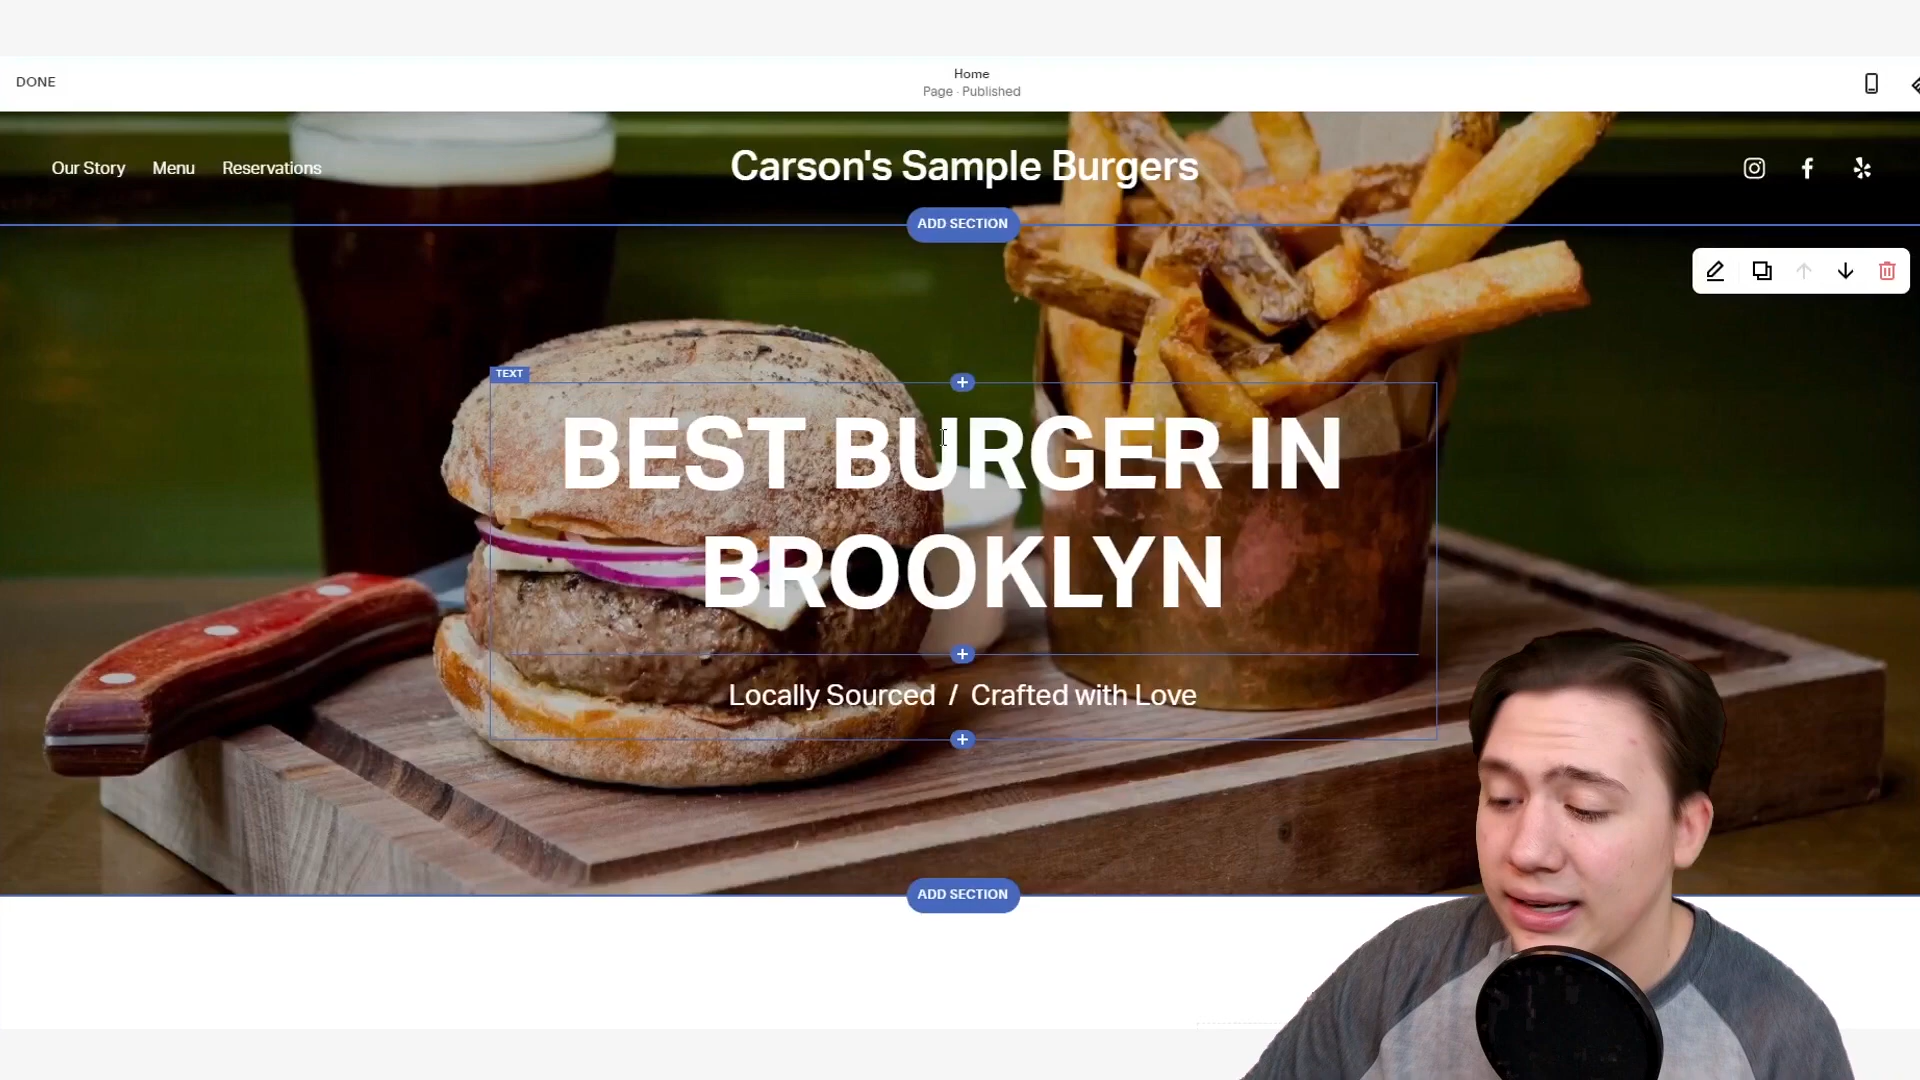 DONE
Home
Page · Published
Our Story Menu Reservations
Carson's Sample Burgers
ADD SECTION
TEXT
BEST BURGER IN
BROOKLYN
Locally Sourced / Crafted with Love
ADD SECTION